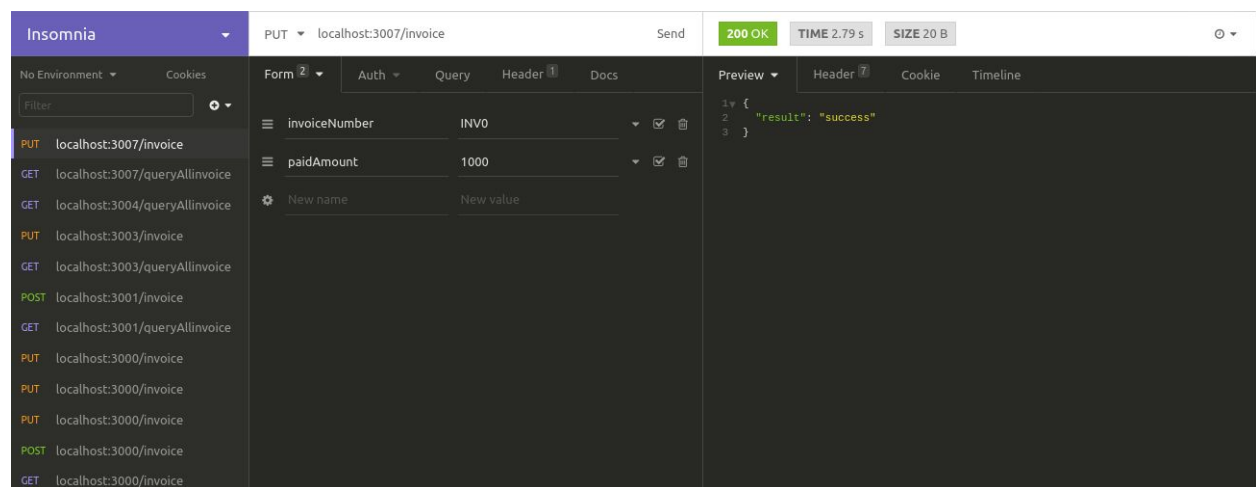 Insomnia
PUT localhost:3007/invoice Send
200 OK TIME 2.79 s SIZE 20 B
No Environment Cookies
Form 2 Auth Query Header 1 Docs
Preview Header 7 Cookie Timeline
Filter
invoiceNumber INV0
paidAmount 1000
New name New value
1 {
2 "result": "success"
3 }
PUT localhost:3007/invoice
GET localhost:3007/queryAllinvoice
GET localhost:3004/queryAllinvoice
PUT localhost:3003/invoice
GET localhost:3003/queryAllinvoice
POST localhost:3001/invoice
GET localhost:3001/queryAllinvoice
PUT localhost:3000/invoice
PUT localhost:3000/invoice
PUT localhost:3000/invoice
POST localhost:3000/invoice
GET localhost:3000/invoice